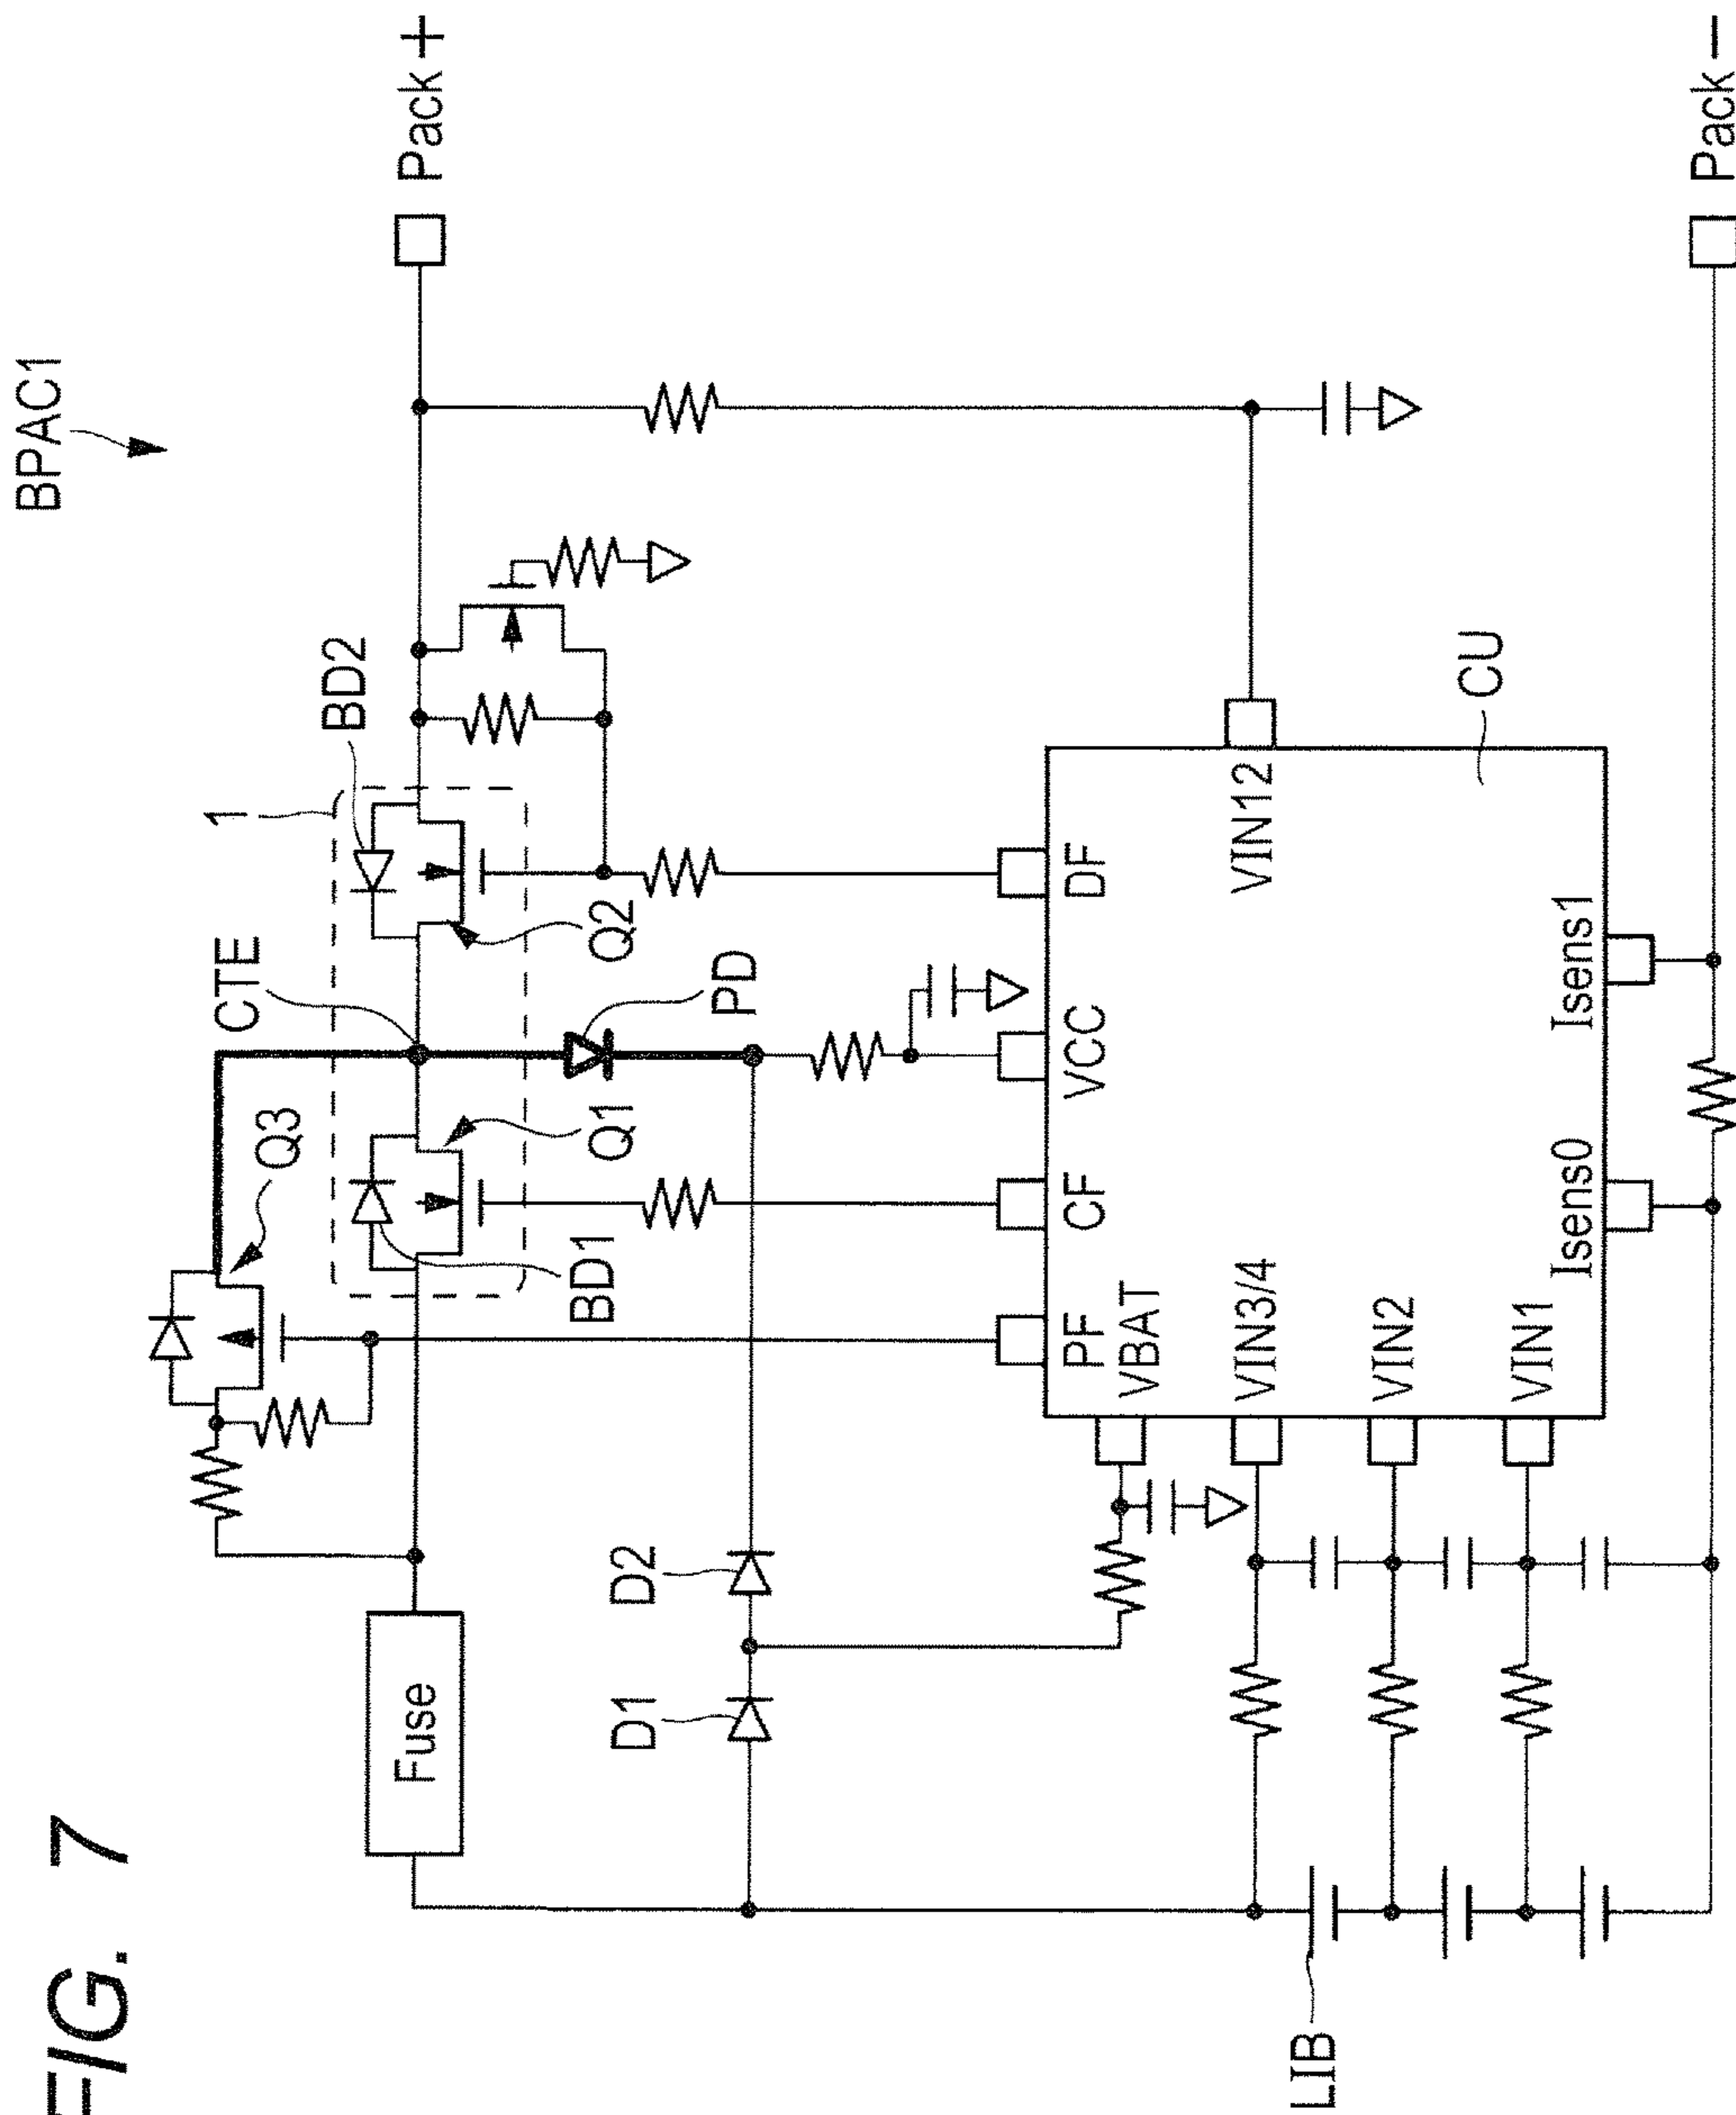 FIG. 7
BPAC1
Pack+
Pack−
Fuse
Q3
CTE
1
BD2
Q1
BD1
Q2
PD
D1
D2
PF
CF
VCC
DF
VBAT
VIN3/4
VIN2
VIN1
VIN12
Isens0
Isens1
CU
LIB